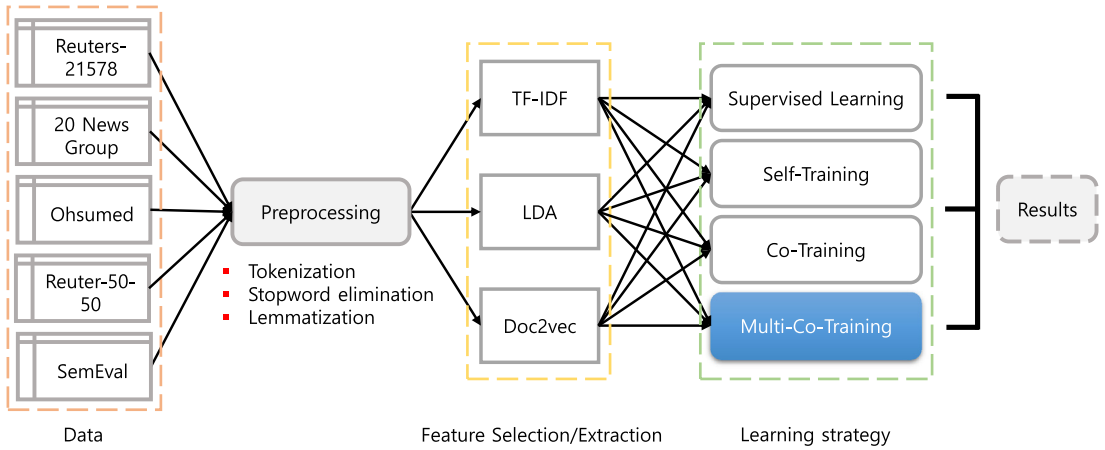 Reuters-
21578
20 News
Group
Ohsumed
Reuter-50-
50
SemEval
Data
Preprocessing
Tokenization
Stopword elimination
Lemmatization
TF-IDF
LDA
Doc2vec
Feature Selection/Extraction
Supervised Learning
Self-Training
Co-Training
Multi-Co-Training
Learning strategy
Results